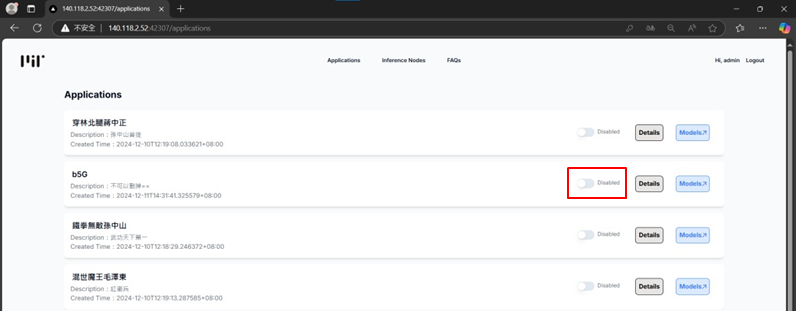 140.118.2.52:42307/applications
不安全 | 140.118.2.52:42307/applications
Applications Inference Nodes FAQs Hi, admin Logout
Applications
穿林北腿蔣中正
Description：孫中山當徒
Created Time：2024-12-10T12:19:08.033621+08:00
Disabled Details Models↗
b5G
Description：不可以刪掉==
Created Time：2024-12-11T14:31:41.325579+08:00
Disabled Details Models↗
鐵拳無敵孫中山
Description：武功天下第一
Created Time：2024-12-10T12:18:29.246372+08:00
Disabled Details Models↗
混世魔王毛澤東
Description：紅衛兵
Created Time：2024-12-10T12:19:13.287585+08:00
Disabled Details Models↗